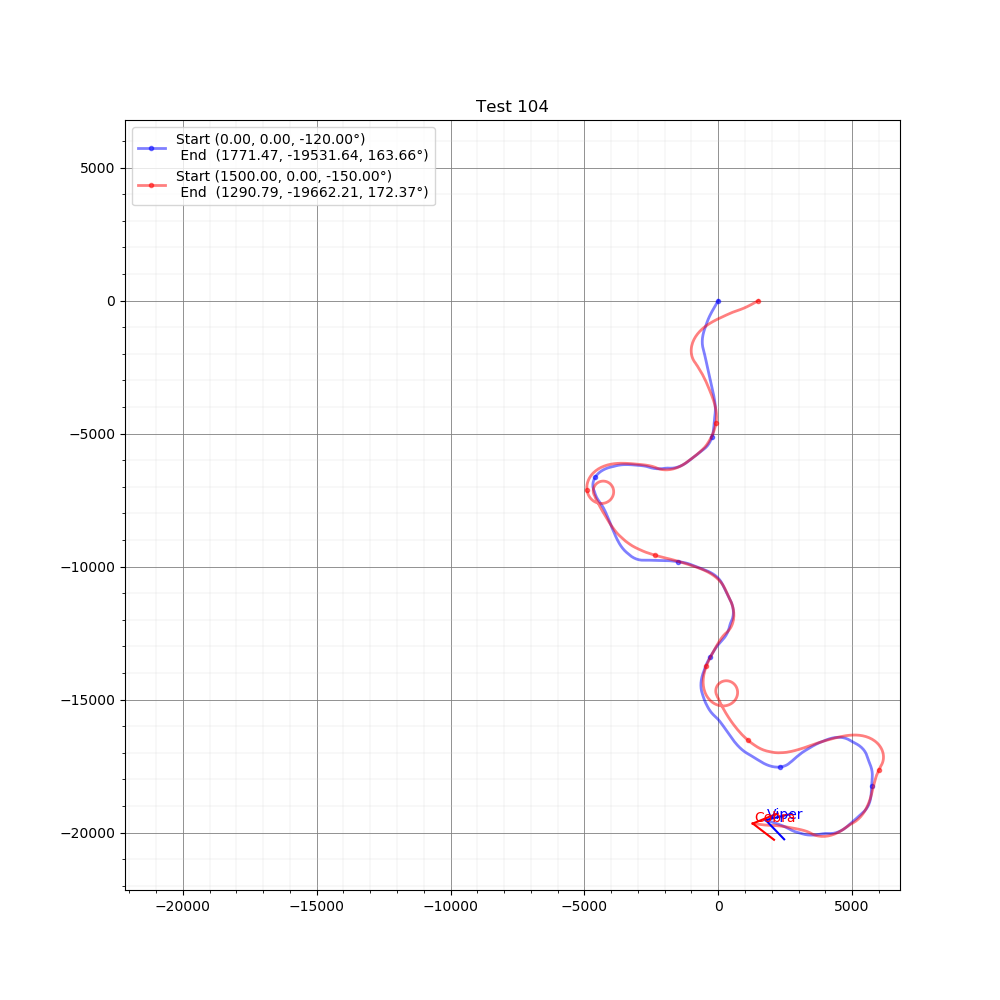 Test 104
Start (0.00, 0.00, -120.00°)
End  (1771.47, -19531.64, 163.66°)
Start (1500.00, 0.00, -150.00°)
End  (1290.79, -19662.21, 172.37°)
5000
0
−5000
−10000
−15000
−20000
Viper
Cobra
−20000 −15000 −10000 −5000 0 5000